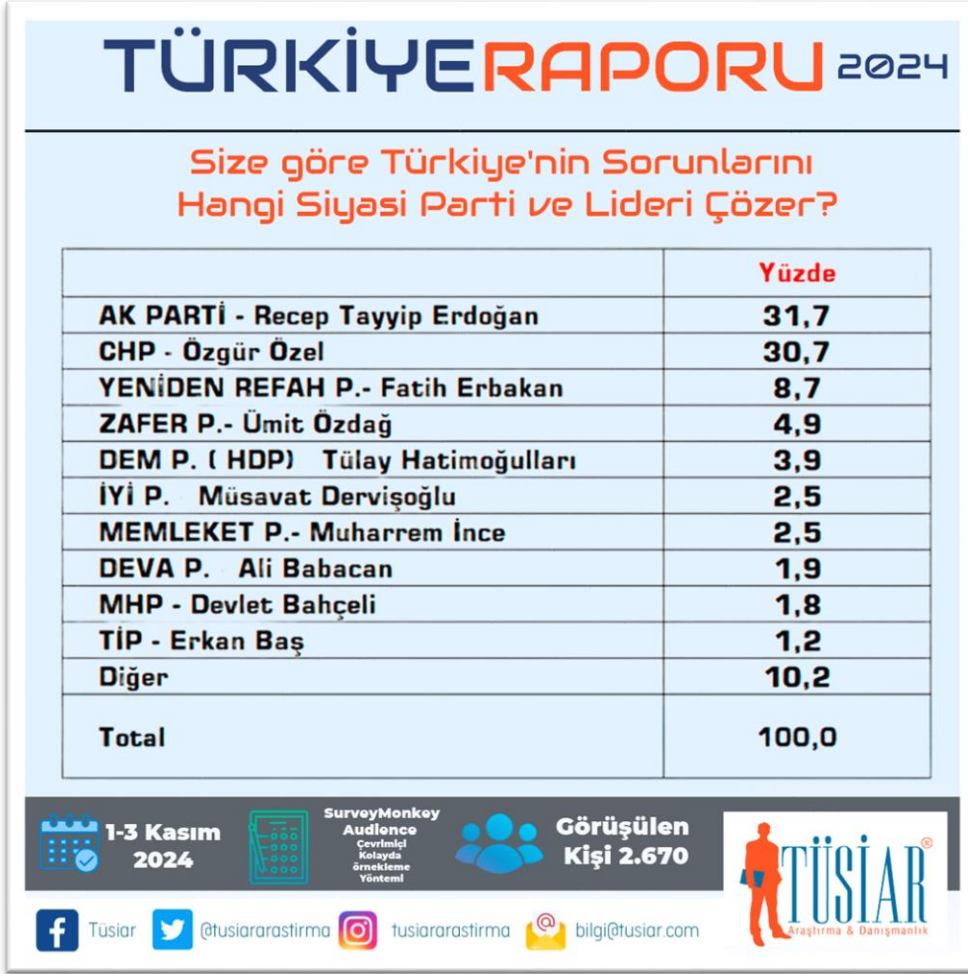 TÜRKİYERAPORU 2024
Size göre Türkiye'nin Sorunlarını
Hangi Siyasi Parti ve Lideri Çözer?
Yüzde
AK PARTİ - Recep Tayyip Erdoğan 31,7
CHP - Özgür Özel 30,7
YENİDEN REFAH P.- Fatih Erbakan 8,7
ZAFER P.- Ümit Özdağ 4,9
DEM P. ( HDP) Tülay Hatimoğulları 3,9
İYİ P. Müsavat Dervişoğlu 2,5
MEMLEKET P.- Muharrem İnce 2,5
DEVA P. Ali Babacan 1,9
MHP - Devlet Bahçeli 1,8
TİP - Erkan Baş 1,2
Diğer 10,2
Total 100,0
1-3 Kasım
2024
SurveyMonkey
Audience
Çevrimiçi
Kolayda
örnekleme
Yöntemi
Görüşülen
Kişi 2.670
TÜSİAR®
Araştırma & Danışmanlık
Tüsiar
@tusiararastirma
tusiararastirma
bilgi@tusiar.com